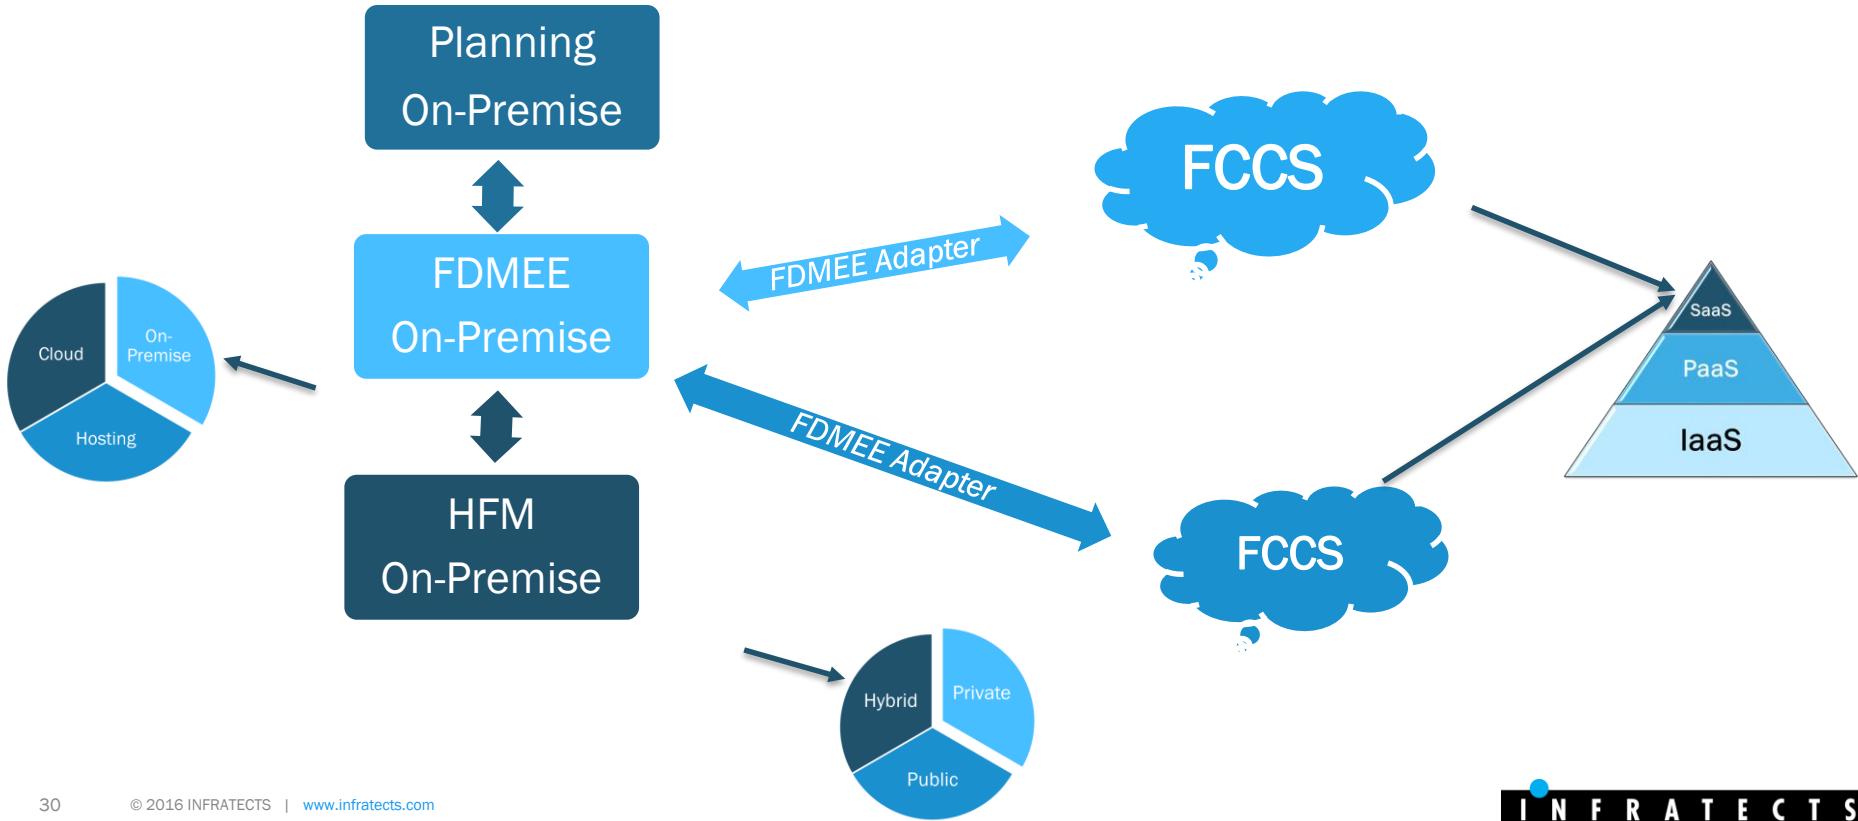 Planning
On-Premise
FDMEE
On-Premise
HFM
On-Premise
Cloud
On-
Premise
Hosting
FDMEE Adapter
FDMEE Adapter
FCCS
FCCS
SaaS
PaaS
IaaS
Hybrid
Private
Public
30
© 2016 INFRATECTS | www.infratects.com
INFRATECTS